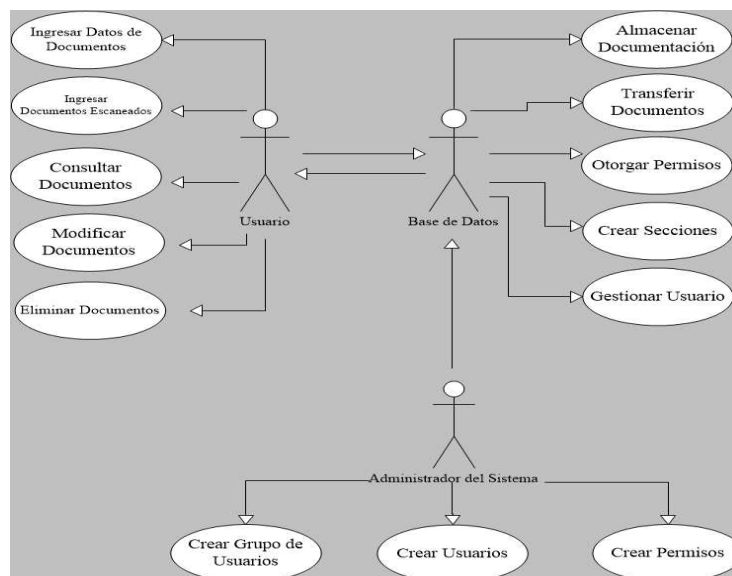 Ingresar Datos de
Documentos
Almacenar
Documentación
Ingresar
Documentos Escaneados
Transferir
Documentos
Consultar
Documentos
Otorgar Permisos
Usuario
Base de Datos
Modificar
Documentos
Crear Secciones
Eliminar Documentos
Gestionar Usuario
Administrador del Sistema
Crear Grupo de
Usuarios
Crear Usuarios
Crear Permisos